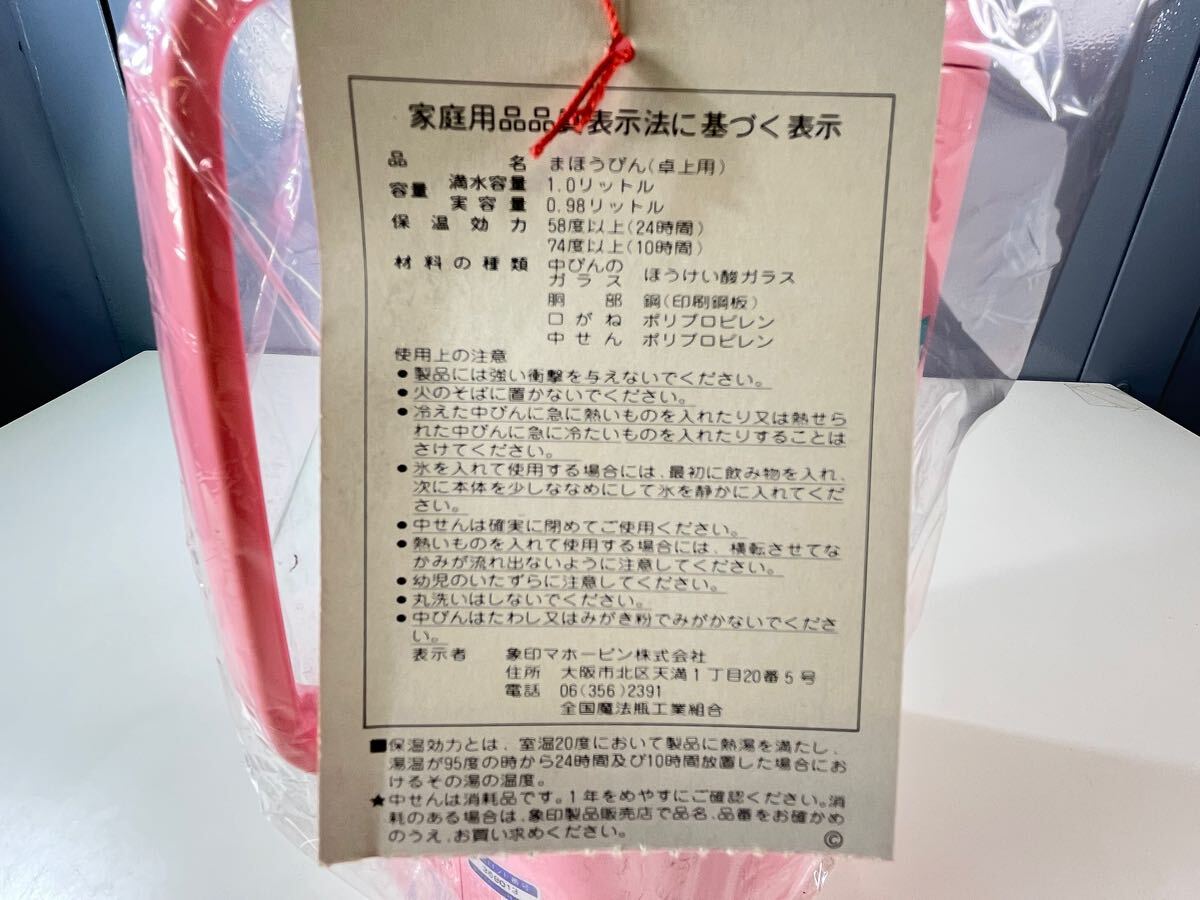 家庭用品品質表示法に基づく表示
品名 まほうびん(卓上用)
容量 満水容量 1.0リットル
実容量 0.98リットル
保温効力 58度以上(24時間)
74度以上(10時間)
材料の種類 中びんのガラス ほうけい酸ガラス
胴部 鋼(印刷鋼板)
口がね ポリプロピレン
中せん ポリプロピレン
使用上の注意
●製品には強い衝撃を与えないでください。
●火のそばに置かないでください。
●冷えた中びんに急に熱いものを入れたり又は熱せら
れた中びんに急に冷たいものを入れたりすることは
さけてください。
●氷を入れて使用する場合には、最初に飲み物を入れ、
次に本体を少しななめにして氷を静かに入れてくだ
さい。
●中せんは確実に閉めてご使用ください。
●熱いものを入れて使用する場合には、横転させてな
かみが流れ出ないように注意してください。
●幼児のいたずらに注意してください。
●丸洗いはしないでください。
●中びんはたわし又はみがき粉でみがかないでくださ
い。
表示者 象印マホービン株式会社
住所 大阪市北区天満1丁目20番5号
電話 06(356)2391
全国魔法瓶工業組合
■保温効力とは、室温20度において製品に熱湯を満たし、
湯温が95度の時から24時間及び10時間放置した場合にお
けるその湯の温度。
★中せんは消耗品です。1年をめやすにご確認ください。消
耗のある場合は、象印製品販売店で品名、品番をお確かめ
のうえ、お買い求めください。
©